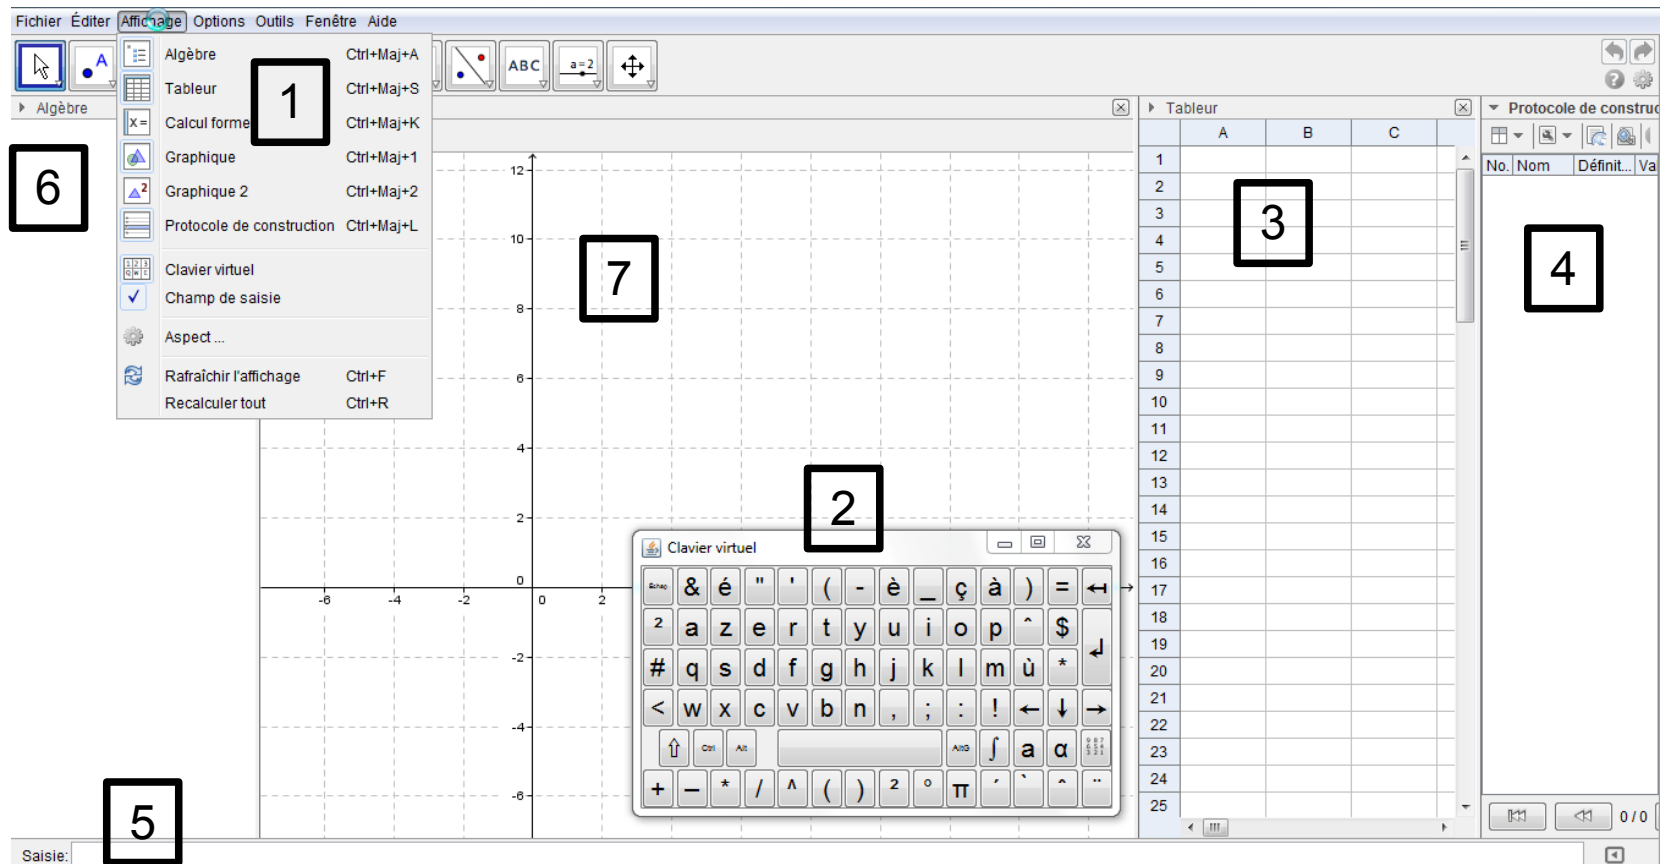 Fichier Éditer Affichage Options Outils Fenêtre Aide
A ABC a=2
Algèbre Ctrl+Maj+A
Tableur Ctrl+Maj+S
Calcul forme Ctrl+Maj+K
Graphique Ctrl+Maj+1
Graphique 2 Ctrl+Maj+2
Protocole de construction Ctrl+Maj+L
Clavier virtuel
Champ de saisie
Aspect ...
Rafraîchir l'affichage Ctrl+F
Recalculer tout Ctrl+R
1
Algèbre
6
7
12
10
8
6
4
2
0
-2
-4
-6
-6 -4 -2 0 2
2
Clavier virtuel
Echap & é " ' ( - è _ ç à ) = ↤
² a z e r t y u i o p ^ $ ↲
# q s d f g h j k l m ù *
< w x c v b n , ; : ! ← ↓ →
⇧ Ctrl Alt AltG ∫ a α
+ – * / ^ ( ) ² ° π ´ ` ^ ¨
Tableur
A B C
1
2
3
4
5
6
7
8
9
10
11
12
13
14
15
16
17
18
19
20
21
22
23
24
25
3
Protocole de construc
No. Nom Définit... Va
4
0 / 0
5
Saisie: